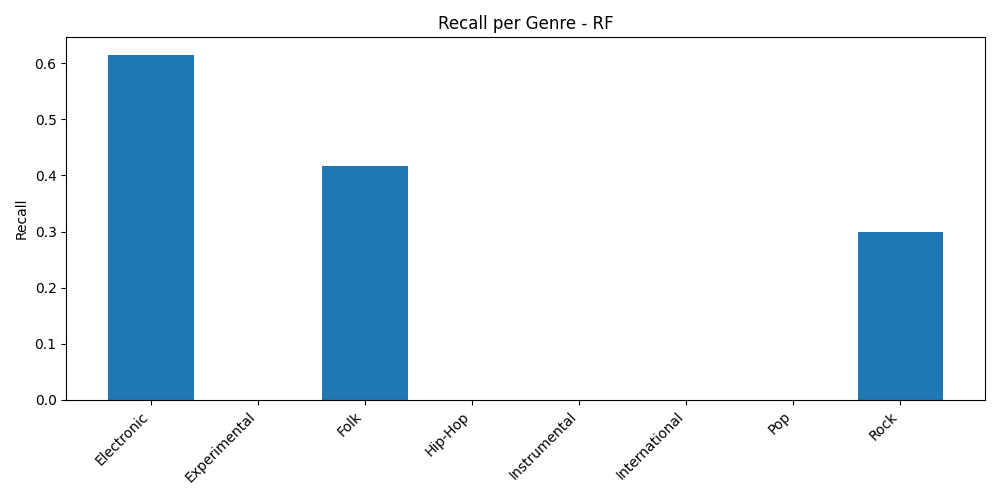 Recall per Genre - RF
Recall
0.6
0.5
0.4
0.3
0.2
0.1
0.0
Electronic
Experimental
Folk
Hip-Hop
Instrumental
International
Pop
Rock